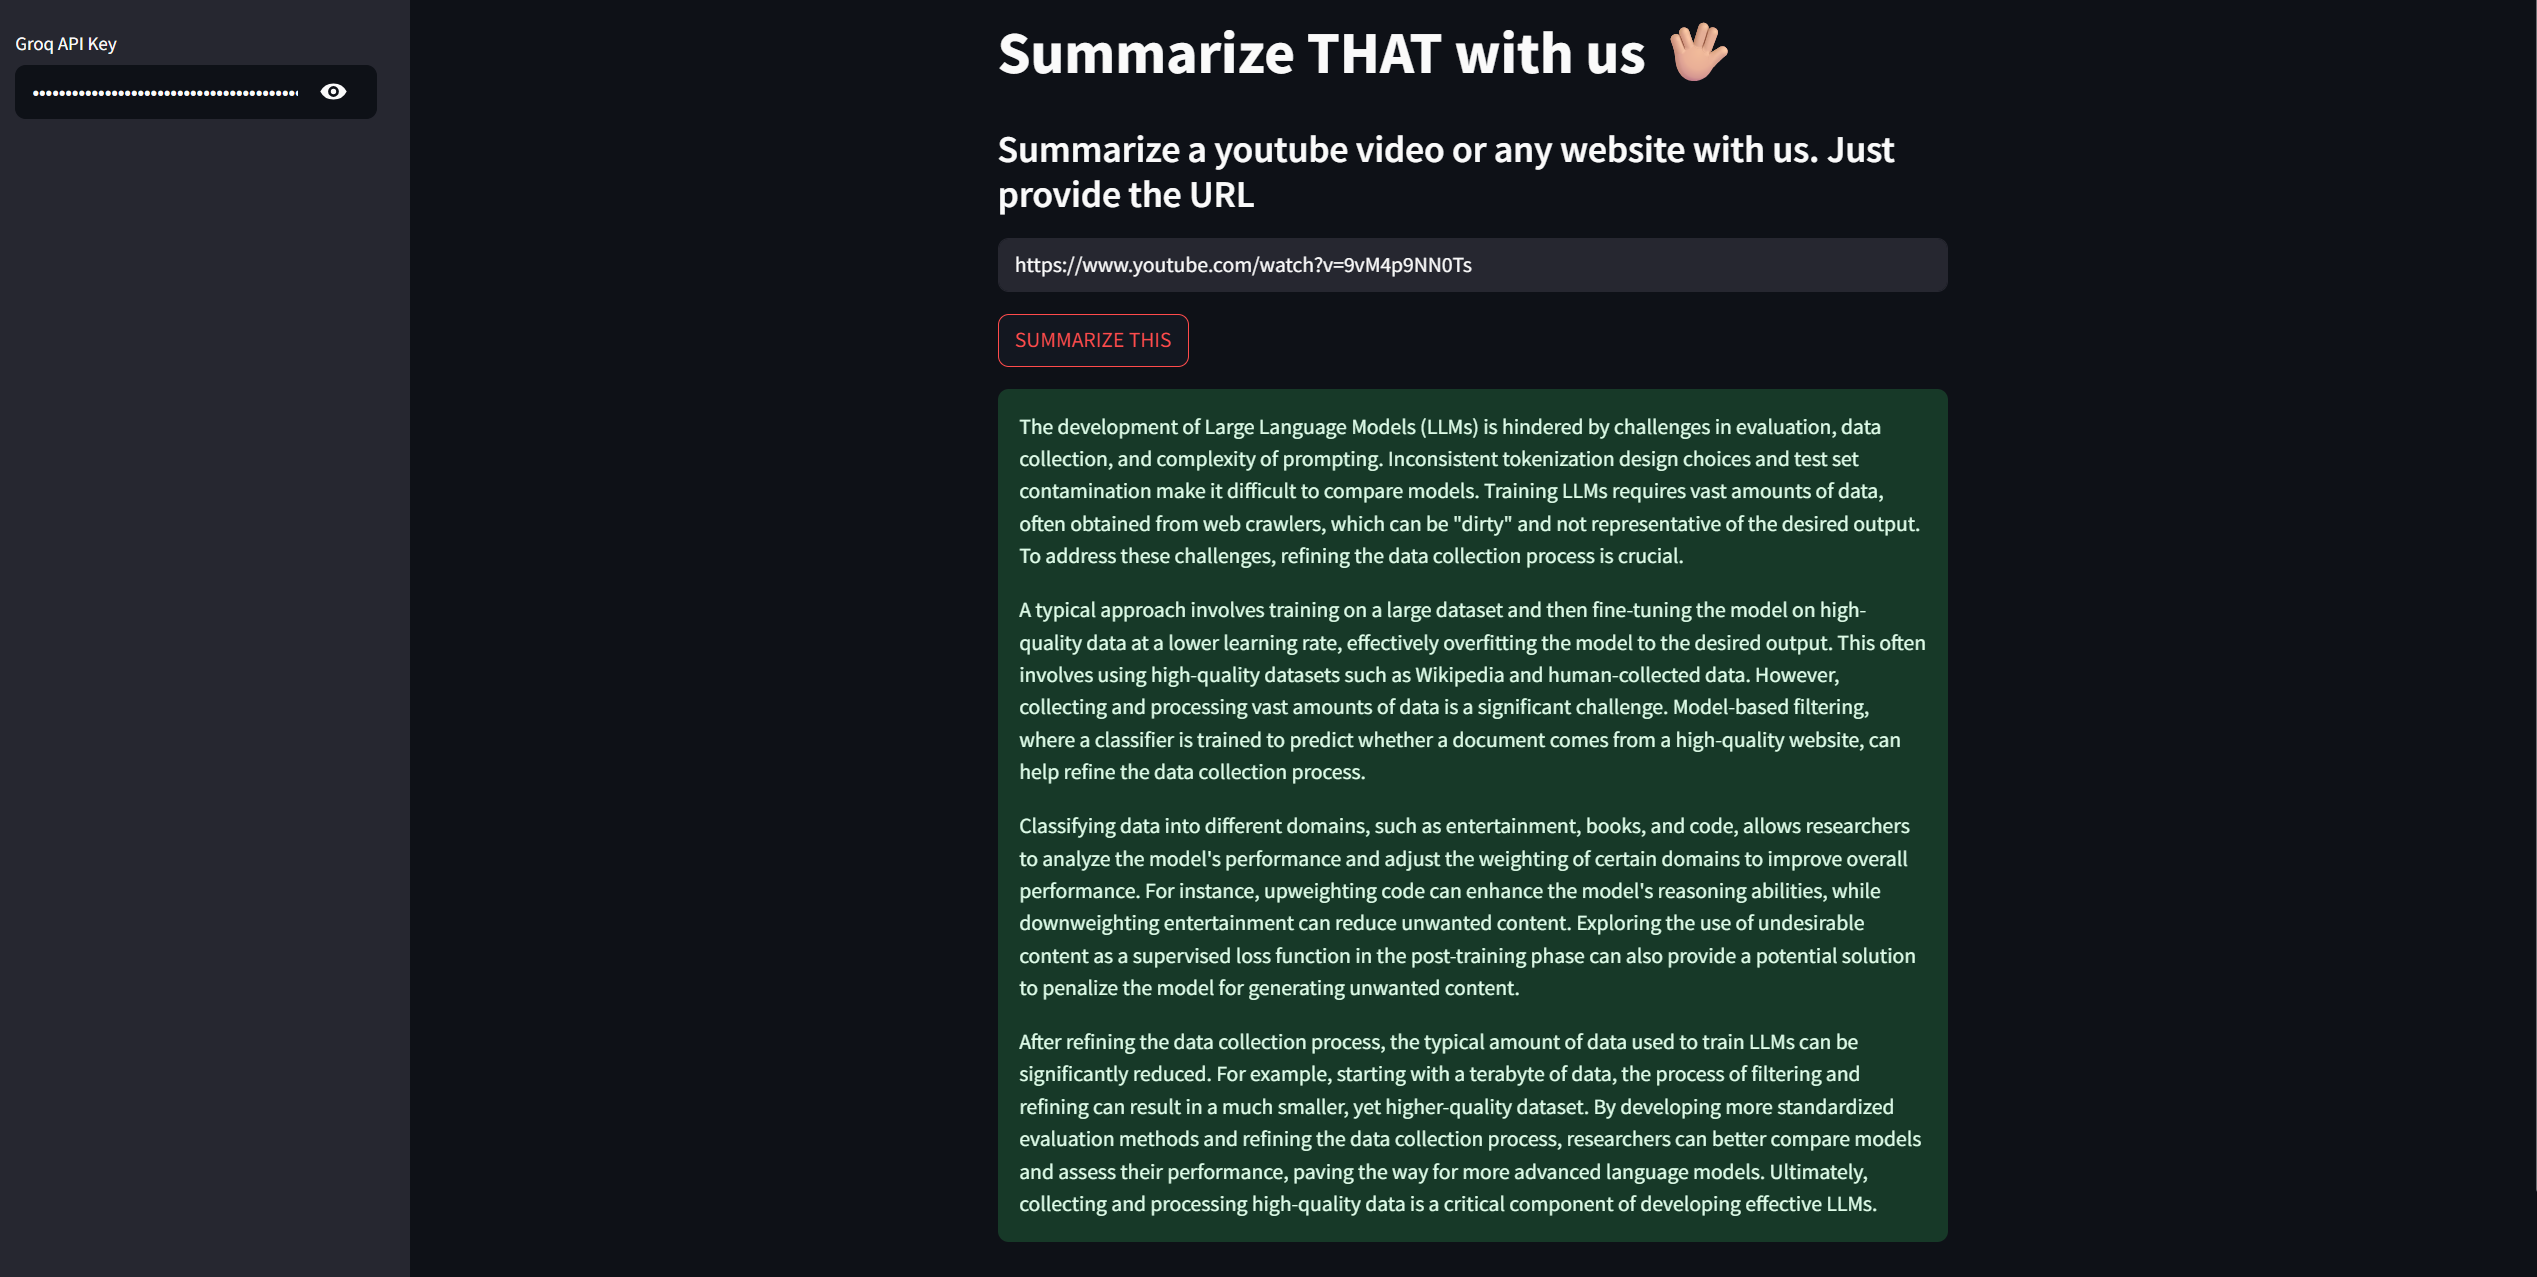 Groq API Key
Summarize THAT with us
Summarize a youtube video or any website with us. Just
provide the URL
https://www.youtube.com/watch?v=9vM4p9NN0Ts
SUMMARIZE THIS
The development of Large Language Models (LLMs) is hindered by challenges in evaluation, data
collection, and complexity of prompting. Inconsistent tokenization design choices and test set
contamination make it difficult to compare models. Training LLMs requires vast amounts of data,
often obtained from web crawlers, which can be "dirty" and not representative of the desired output.
To address these challenges, refining the data collection process is crucial.
A typical approach involves training on a large dataset and then fine-tuning the model on high-
quality data at a lower learning rate, effectively overfitting the model to the desired output. This often
involves using high-quality datasets such as Wikipedia and human-collected data. However,
collecting and processing vast amounts of data is a significant challenge. Model-based filtering,
where a classifier is trained to predict whether a document comes from a high-quality website, can
help refine the data collection process.
Classifying data into different domains, such as entertainment, books, and code, allows researchers
to analyze the model's performance and adjust the weighting of certain domains to improve overall
performance. For instance, upweighting code can enhance the model's reasoning abilities, while
downweighting entertainment can reduce unwanted content. Exploring the use of undesirable
content as a supervised loss function in the post-training phase can also provide a potential solution
to penalize the model for generating unwanted content.
After refining the data collection process, the typical amount of data used to train LLMs can be
significantly reduced. For example, starting with a terabyte of data, the process of filtering and
refining can result in a much smaller, yet higher-quality dataset. By developing more standardized
evaluation methods and refining the data collection process, researchers can better compare models
and assess their performance, paving the way for more advanced language models. Ultimately,
collecting and processing high-quality data is a critical component of developing effective LLMs.